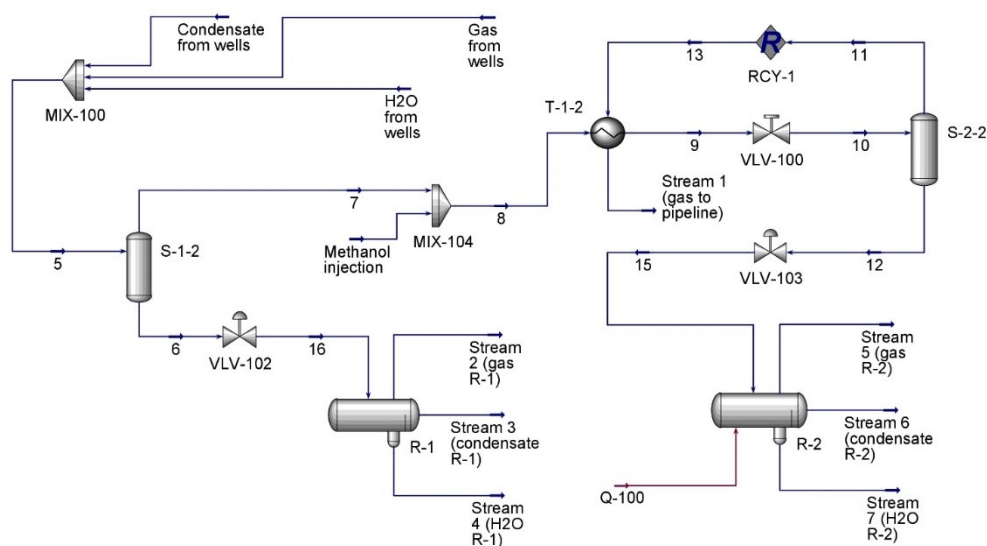 Condensate
from wells
Gas
from
wells
MIX-100
H2O
from
wells
13
R
RCY-1
11
T-1-2
9
VLV-100
10
S-2-2
7
MIX-104
8
Stream 1
(gas to
pipeline)
Methanol
injection
5
S-1-2
15
VLV-103
12
6
VLV-102
16
Stream
2 (gas
R-1)
Stream
5 (gas
R-2)
R-1
Stream 3
(condensate
R-1)
R-2
Stream 6
(condensate
R-2)
Q-100
Stream
4 (H2O
R-1)
Stream
7 (H2O
R-2)